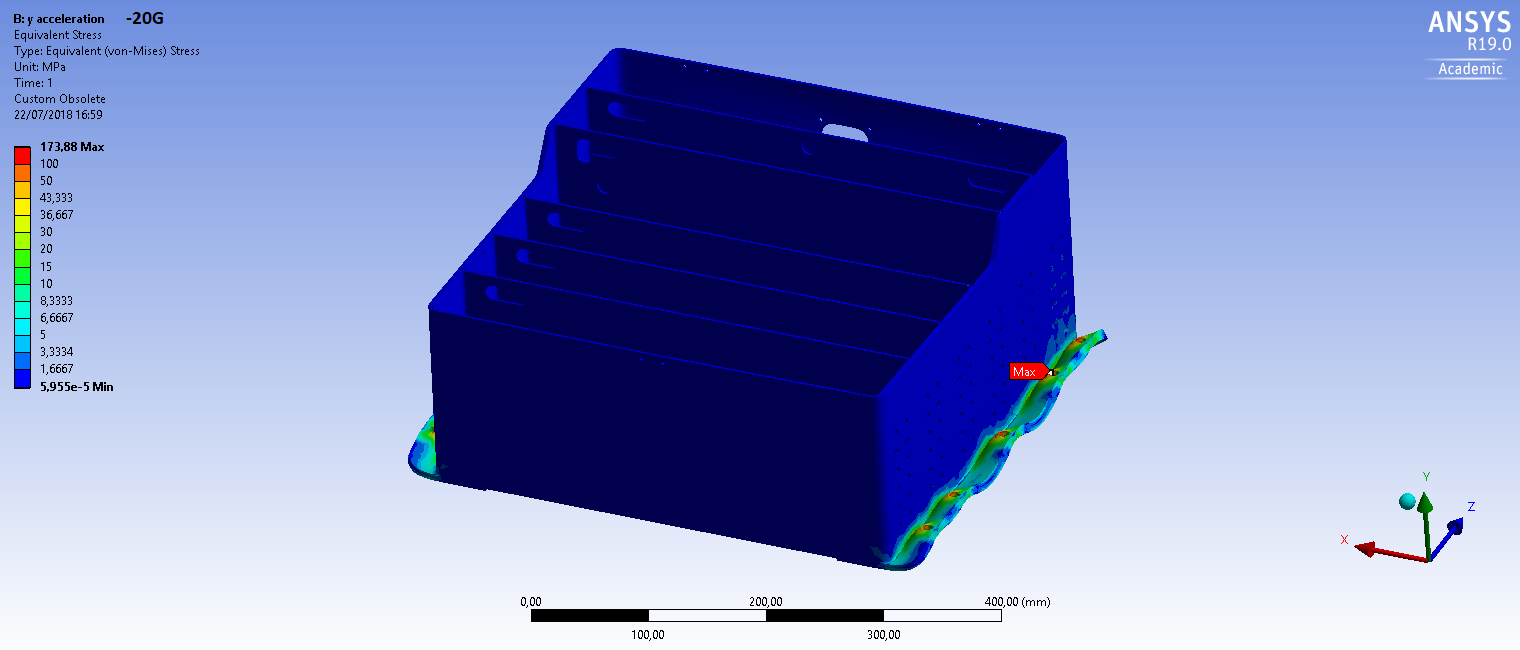 B: y acceleration -20G
Equivalent Stress
Type: Equivalent (von-Mises) Stress
Unit: MPa
Time: 1
Custom Obsolete
22/07/2018 16:59
173,88 Max
100
50
43,333
36,667
30
20
15
10
8,3333
6,6667
5
3,3334
1,6667
5,955e-5 Min
ANSYS
R19.0
Academic
Max
Y
Z
X
0,00 200,00 400,00 (mm)
100,00 300,00